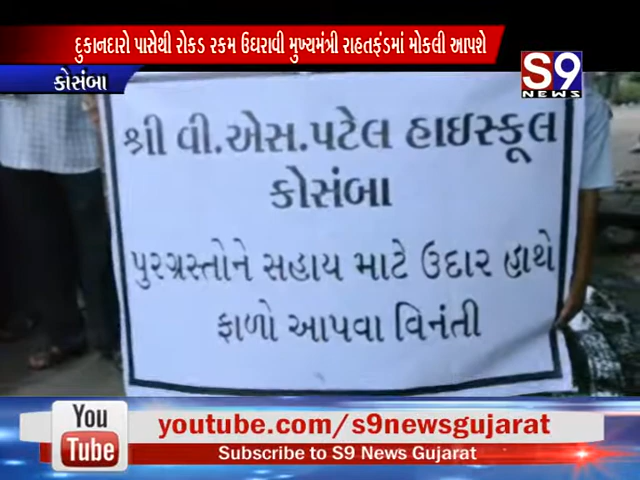 દુકાનદારો પાસેથી રોકડ રકમ ઉઘરાવી મુખ્યમંત્રી રાહતફંડમાં મોકલી આપશે
કોસંબા
S9
NEWS
શ્રી વી.એસ.પટેલ હાઇસ્કૂલ
કોસંબા
પુરગ્રસ્તોને સહાય માટે ઉદાર હાથે
ફાળો આપવા વિનંતી
You
Tube
youtube.com/s9newsgujarat
Subscribe to S9 News Gujarat